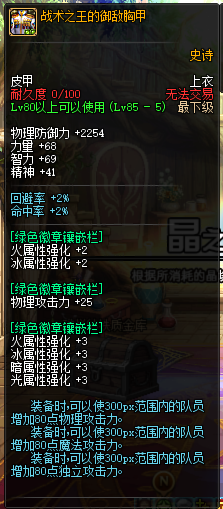 战术之王的御敌胸甲
史诗
皮甲 上衣
耐久度 0/100 无法交易
Lv80以上可以使用 (Lv85 - 5) 最下级
物理防御力 +2254
力量 +68
智力 +69
精神 +41
回避率 +2%
命中率 +2%
[绿色徽章镶嵌栏]
火属性强化 +2
冰属性强化 +2
[绿色徽章镶嵌栏]
物理攻击力 +25
[绿色徽章镶嵌栏]
火属性强化 +3
冰属性强化 +3
暗属性强化 +3
光属性强化 +3
装备时,可以使300px范围内的队员
增加80点物理攻击力。
装备时,可以使300px范围内的队员
增加80点魔法攻击力。
装备时,可以使300px范围内的队员
增加80点独立攻击力。
晶之
根据所消耗的晶